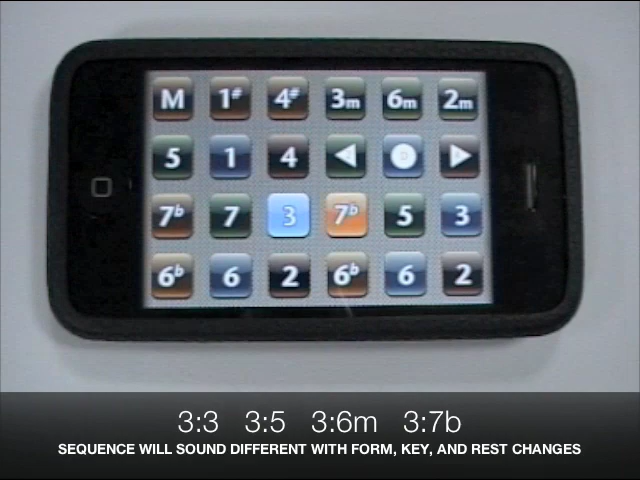 M 1# 4# 3m 6m 2m
5 1 4 D
7b 7 3 7b 5 3
6b 6 2 6b 6 2
3:3 3:5 3:6m 3:7b
SEQUENCE WILL SOUND DIFFERENT WITH FORM, KEY, AND REST CHANGES